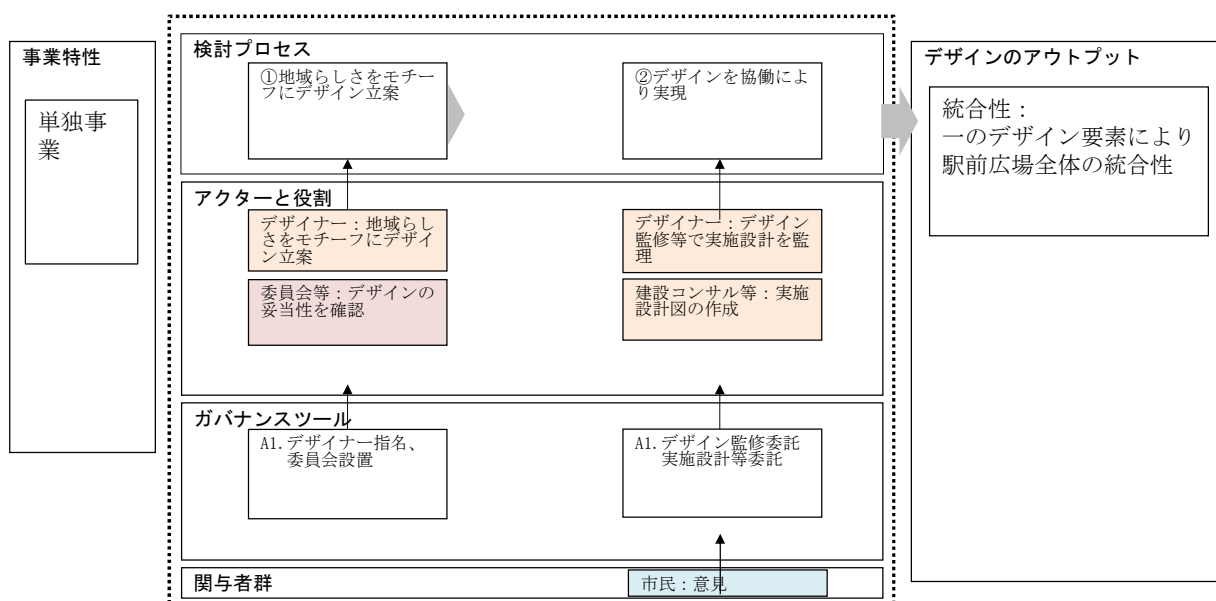 事業特性
単独事
業
検討プロセス
①地域らしさをモチー
フにデザイン立案
②デザインを協働によ
り実現
アクターと役割
デザイナー：地域らし
さをモチーフにデザイ
ン立案
委員会等：デザインの
妥当性を確認
デザイナー：デザイン
監修等で実施設計を監
理
建設コンサル等：実施
設計図の作成
ガバナンスツール
A1.デザイナー指名、
委員会設置
A1.デザイン監修委託
実施設計等委託
関与者群
市民：意見
デザインのアウトプット
統合性：
一のデザイン要素により
駅前広場全体の統合性